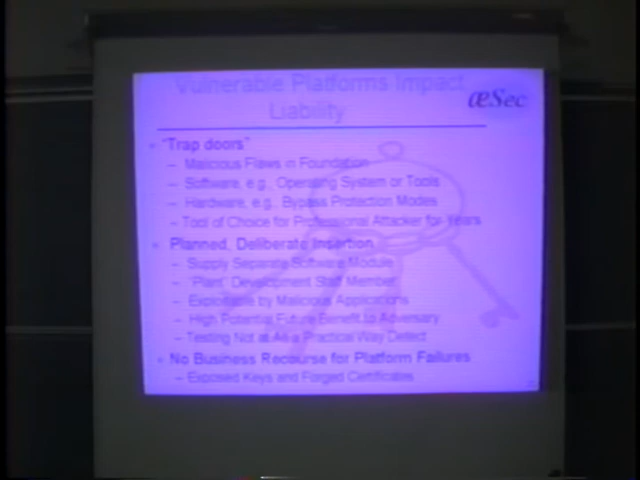 Vulnerable Platforms Impact
Liability
æSec
"Trap doors"
– Malicious Flaws in Foundation
– Software, e.g., Operating System or Tools
– Hardware, e.g., Bypass Protection Modes
– Tool of Choice for Professional Attacker for Years
Planned, Deliberate Insertion
– Supply Separate Software Module
– "Plant" Development Staff Member
– Exploitable by Malicious Applications
– High Potential Future Benefit to Adversary
– Testing Not At As a Practical Way Detect
No Business Recourse for Platform Failures
– Exposed Keys and Forged Certificates